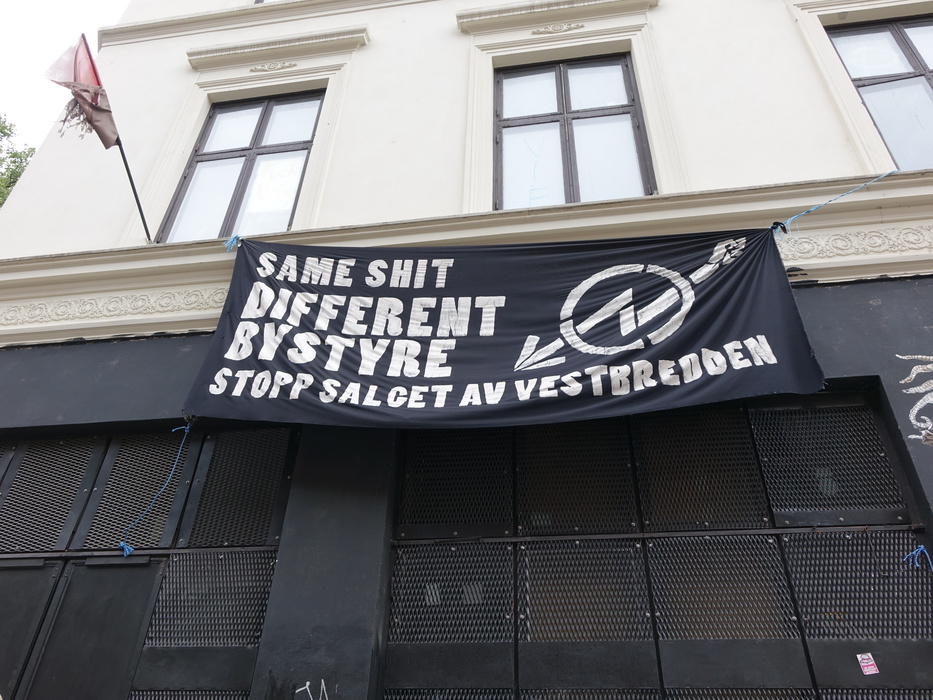 SAME SHIT
DIFFERENT
BYSTYRE
STOPP SALGET AV VESTBREDDEN